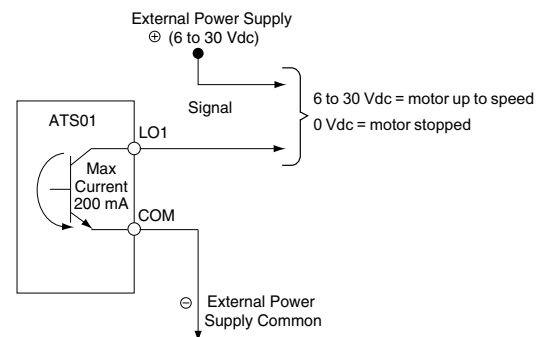 External Power Supply
⊕ (6 to 30 Vdc)
Signal
6 to 30 Vdc = motor up to speed
0 Vdc = motor stopped
ATS01
LO1
Max
Current
200 mA
COM
⊖ External Power
Supply Common